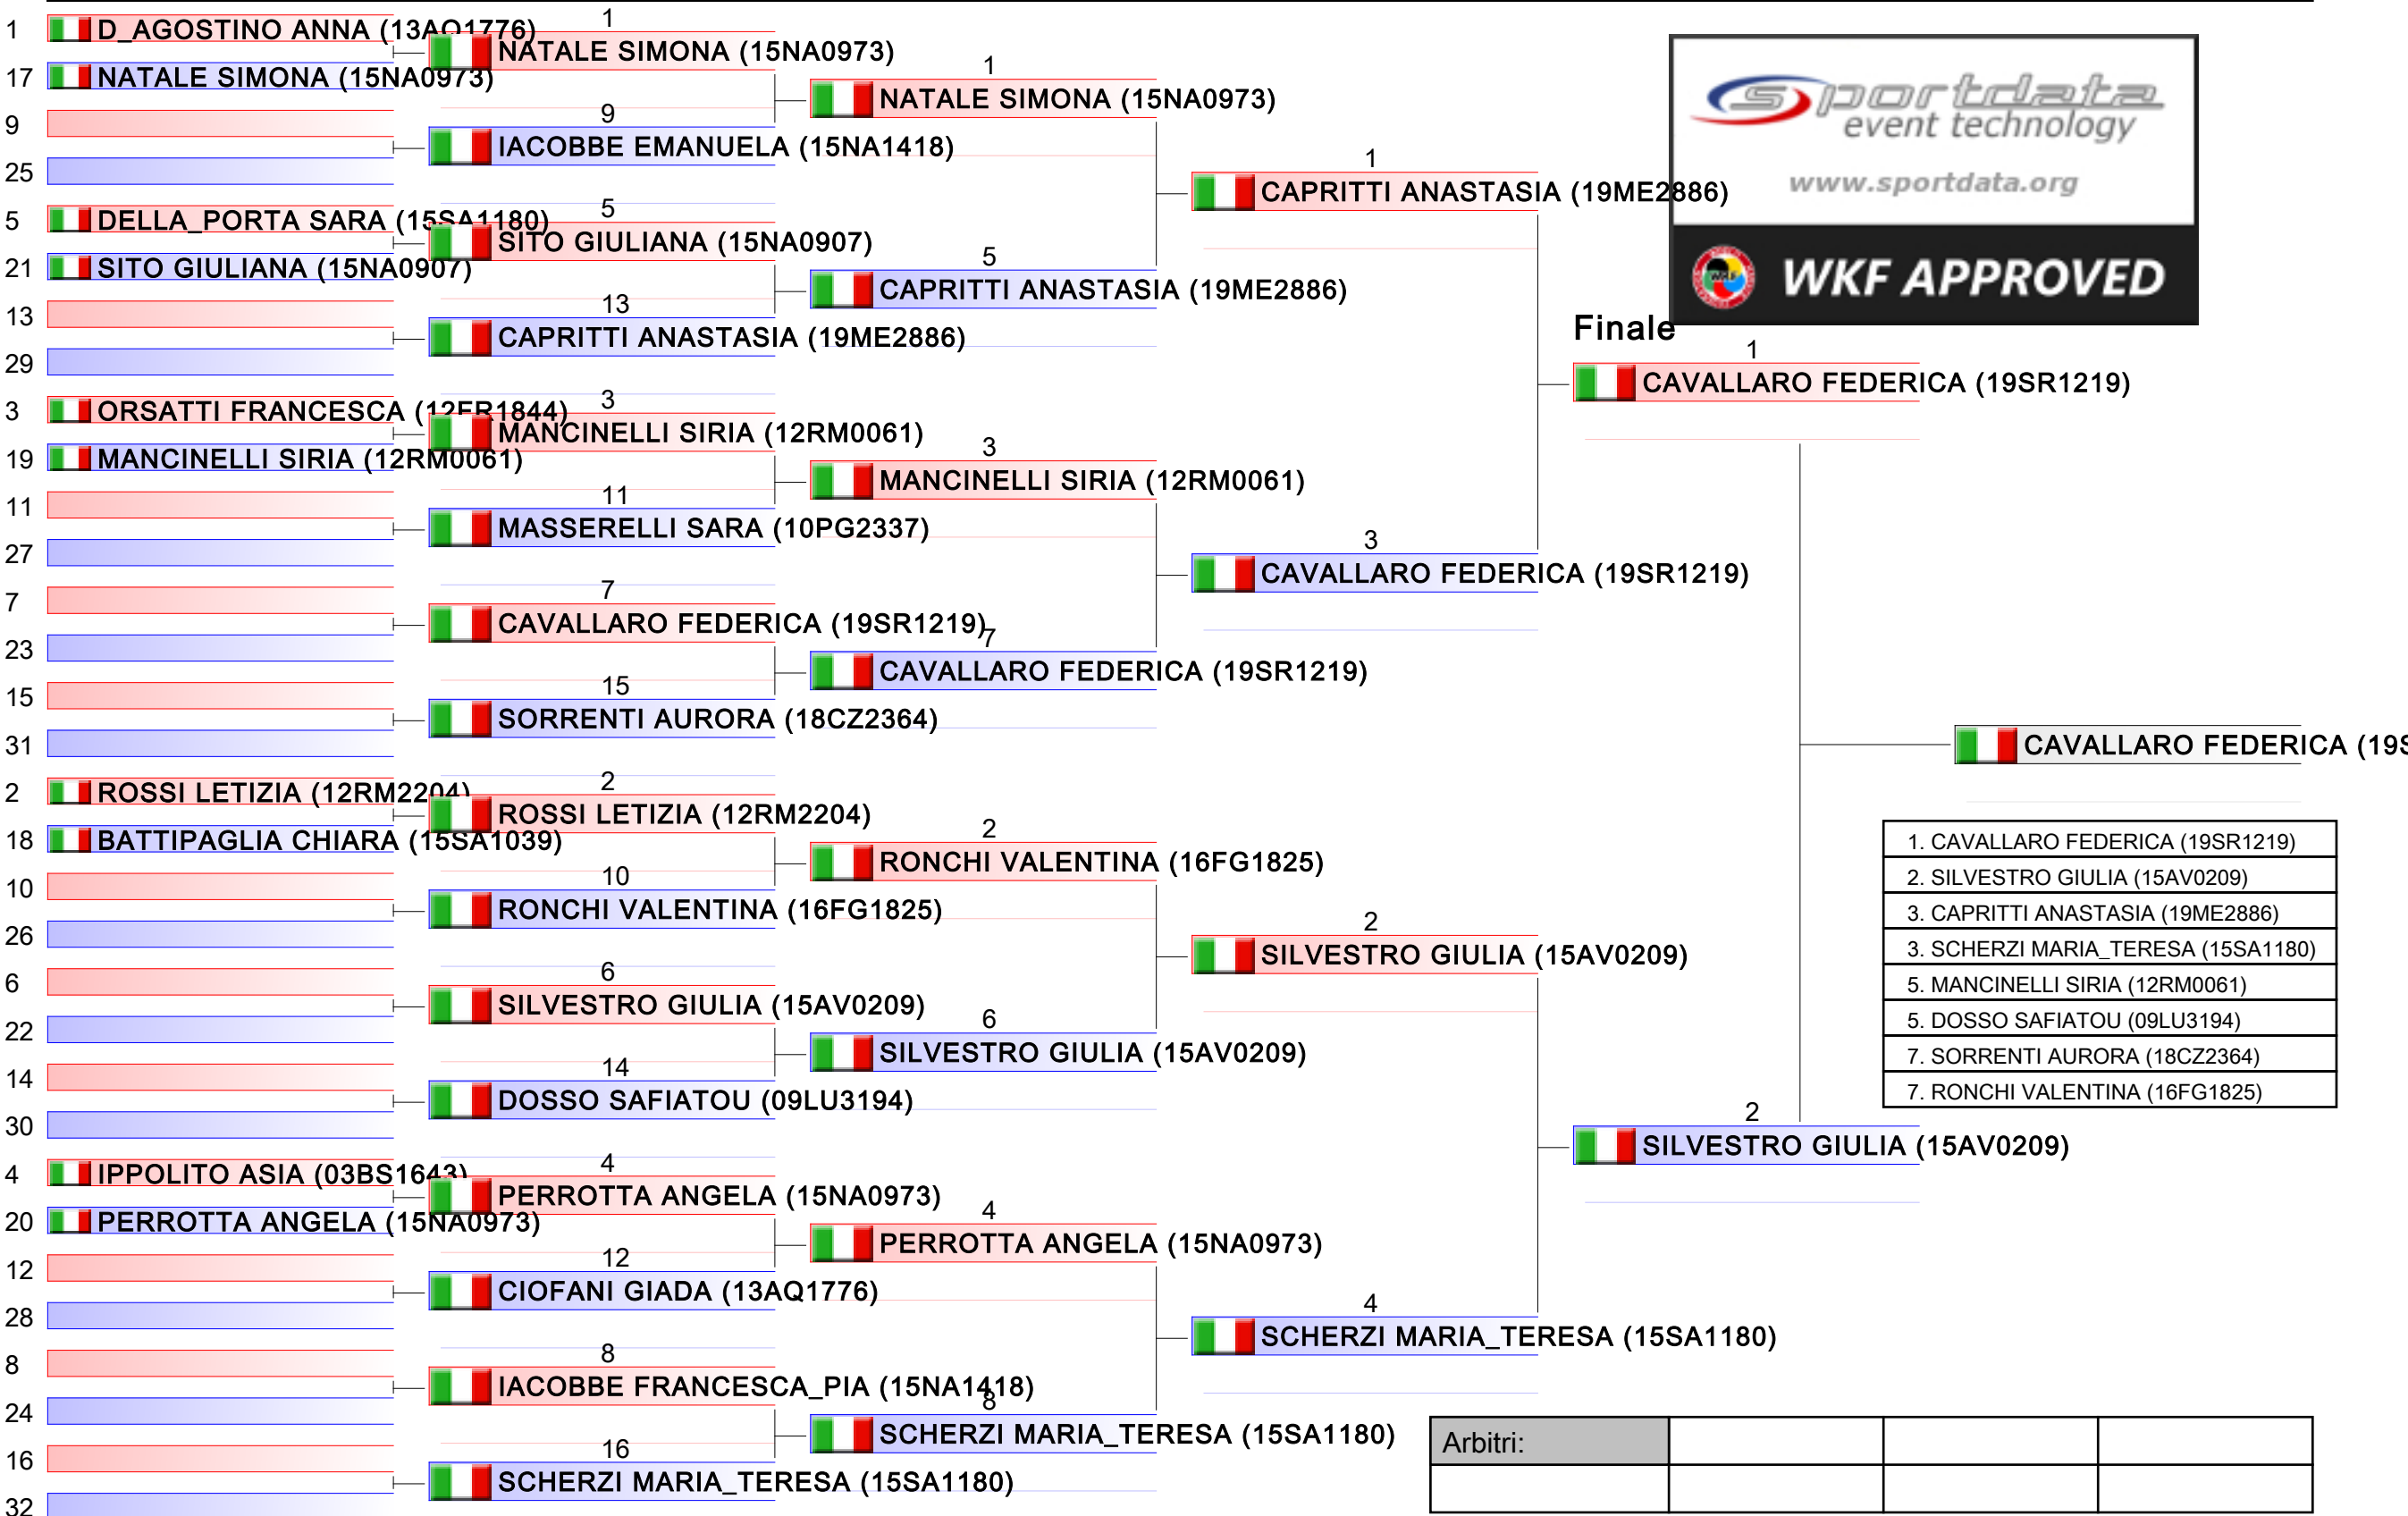 1 D_AGOSTINO ANNA (13AQ1776)
17 NATALE SIMONA (15NA0973)
9
25
5 DELLA_PORTA SARA (15SA1180)
21 SITO GIULIANA (15NA0907)
13
29
3 ORSATTI FRANCESCA (12FR1844)
19 MANCINELLI SIRIA (12RM0061)
11
27
7
23
15
31
2 ROSSI LETIZIA (12RM2204)
18 BATTIPAGLIA CHIARA (15SA1039)
10
26
6
22
14
30
4 IPPOLITO ASIA (03BS1643)
20 PERROTTA ANGELA (15NA0973)
12
28
8
24
16
32
1
NATALE SIMONA (15NA0973)
9
IACOBBE EMANUELA (15NA1418)
5
SITO GIULIANA (15NA0907)
13
CAPRITTI ANASTASIA (19ME2886)
3
MANCINELLI SIRIA (12RM0061)
11
MASSERELLI SARA (10PG2337)
7
CAVALLARO FEDERICA (19SR1219)
15
SORRENTI AURORA (18CZ2364)
2
ROSSI LETIZIA (12RM2204)
10
RONCHI VALENTINA (16FG1825)
6
SILVESTRO GIULIA (15AV0209)
14
DOSSO SAFIATOU (09LU3194)
4
PERROTTA ANGELA (15NA0973)
12
CIOFANI GIADA (13AQ1776)
8
IACOBBE FRANCESCA_PIA (15NA1418)
16
SCHERZI MARIA_TERESA (15SA1180)
1
NATALE SIMONA (15NA0973)
5
CAPRITTI ANASTASIA (19ME2886)
3
MANCINELLI SIRIA (12RM0061)
7
CAVALLARO FEDERICA (19SR1219)
2
RONCHI VALENTINA (16FG1825)
6
SILVESTRO GIULIA (15AV0209)
4
PERROTTA ANGELA (15NA0973)
8
SCHERZI MARIA_TERESA (15SA1180)
1
CAPRITTI ANASTASIA (19ME2886)
3
CAVALLARO FEDERICA (19SR1219)
2
SILVESTRO GIULIA (15AV0209)
4
SCHERZI MARIA_TERESA (15SA1180)
sportdata
event technology
www.sportdata.org
WKF
WKF APPROVED
Finale
1
CAVALLARO FEDERICA (19SR1219)
2
SILVESTRO GIULIA (15AV0209)
CAVALLARO FEDERICA (19S
1. CAVALLARO FEDERICA (19SR1219)
2. SILVESTRO GIULIA (15AV0209)
3. CAPRITTI ANASTASIA (19ME2886)
3. SCHERZI MARIA_TERESA (15SA1180)
5. MANCINELLI SIRIA (12RM0061)
5. DOSSO SAFIATOU (09LU3194)
7. SORRENTI AURORA (18CZ2364)
7. RONCHI VALENTINA (16FG1825)
Arbitri: